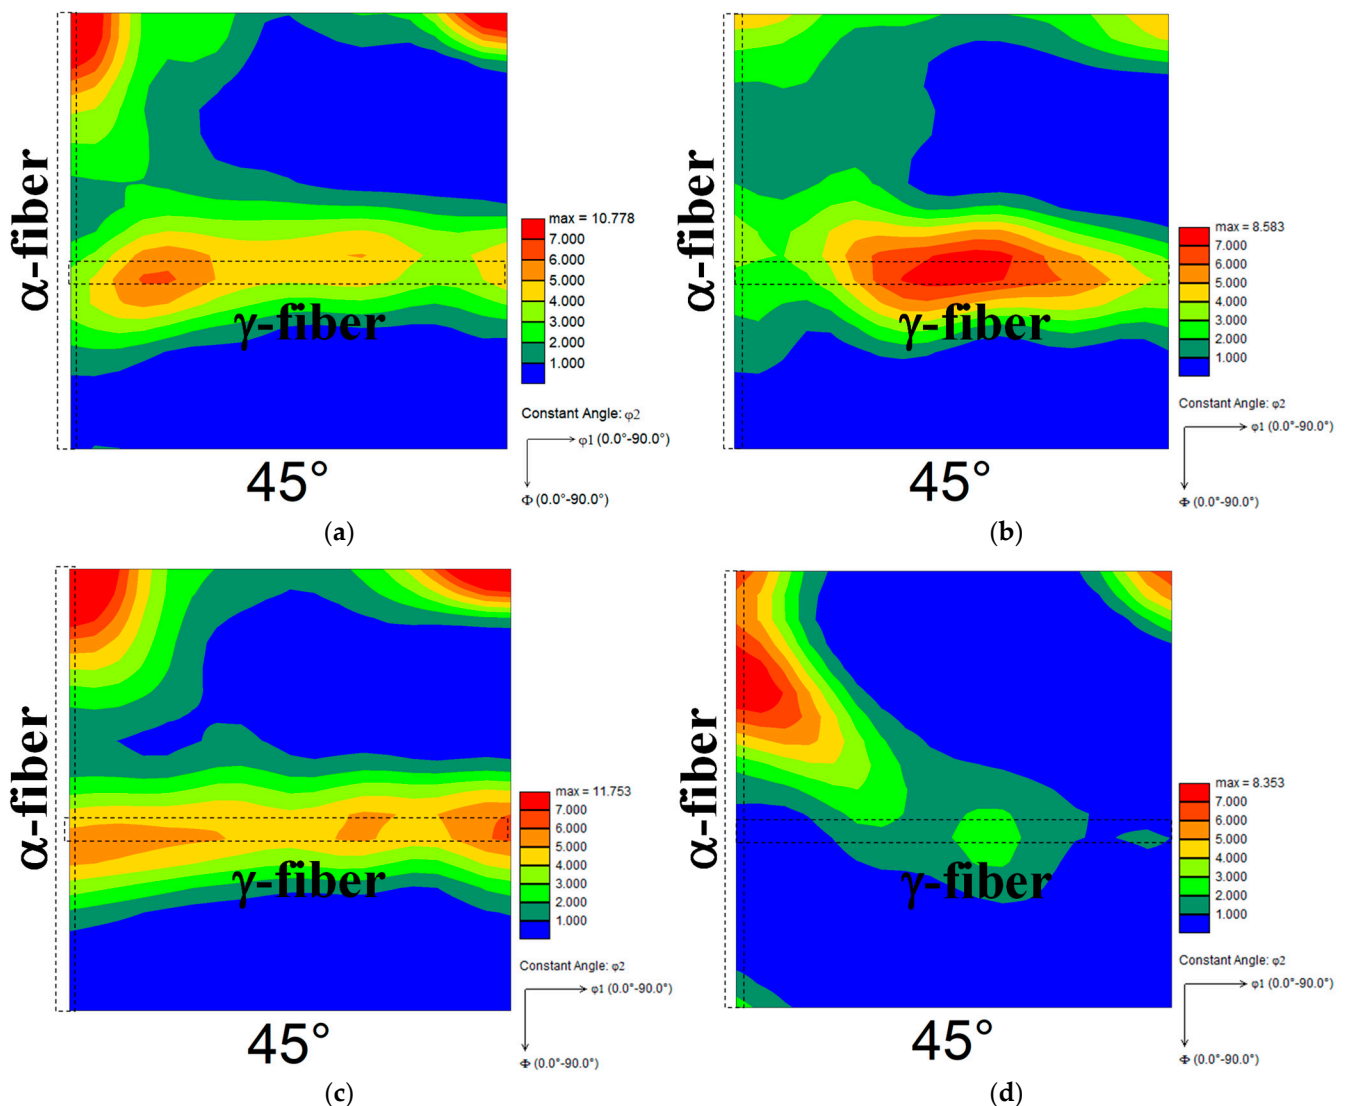 α-fiber
γ-fiber
max = 10.778
7.000
6.000
5.000
4.000
3.000
2.000
1.000
Constant Angle: φ2
φ1 (0.0°-90.0°)
Φ (0.0°-90.0°)
45°
(a)
α-fiber
γ-fiber
max = 8.583
7.000
6.000
5.000
4.000
3.000
2.000
1.000
Constant Angle: φ2
φ1 (0.0°-90.0°)
Φ (0.0°-90.0°)
45°
(b)
α-fiber
γ-fiber
max = 11.753
7.000
6.000
5.000
4.000
3.000
2.000
1.000
Constant Angle: φ2
φ1 (0.0°-90.0°)
Φ (0.0°-90.0°)
45°
(c)
α-fiber
γ-fiber
max = 8.353
7.000
6.000
5.000
4.000
3.000
2.000
1.000
Constant Angle: φ2
φ1 (0.0°-90.0°)
Φ (0.0°-90.0°)
45°
(d)